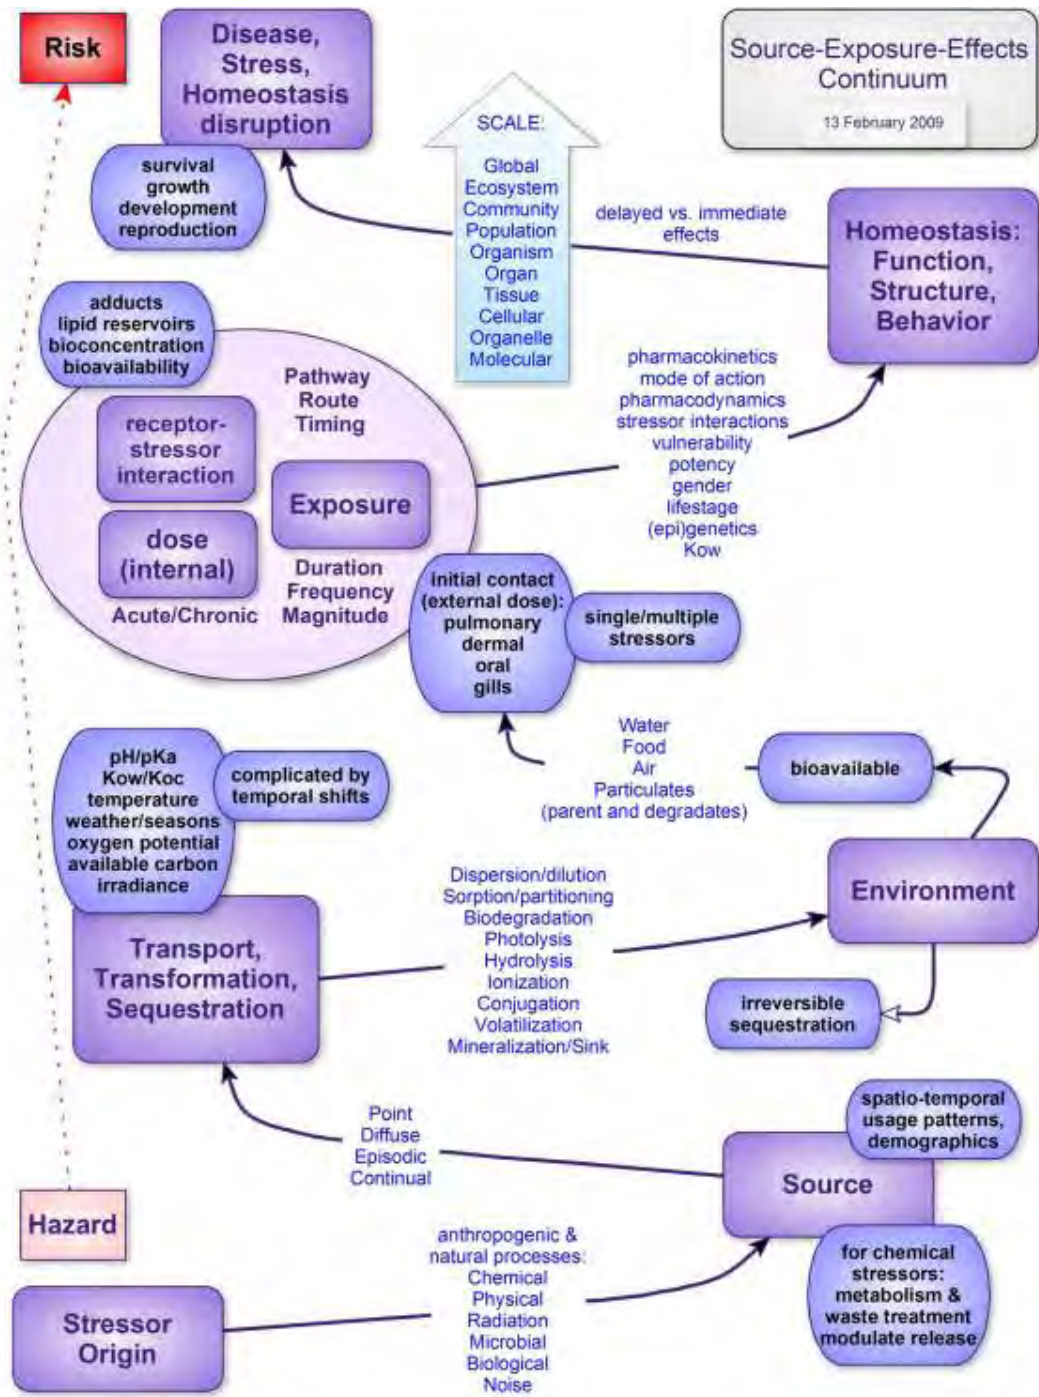 Risk
Disease,
Stress,
Homeostasis
disruption
survival
growth
development
reproduction
SCALE:
Global
Ecosystem
Community
Population
Organism
Organ
Tissue
Cellular
Organelle
Molecular
Source-Exposure-Effects
Continuum
13 February 2009
delayed vs. immediate
effects
Homeostasis:
Function,
Structure,
Behavior
adducts
lipid reservoirs
bioconcentration
bioavailability
Pathway
Route
Timing
receptor-
stressor
interaction
Exposure
dose
(internal)
Acute/Chronic
Duration
Frequency
Magnitude
pharmacokinetics
mode of action
pharmacodynamics
stressor interactions
vulnerability
potency
gender
lifestage
(epi)genetics
Kow
initial contact
(external dose):
pulmonary
dermal
oral
gills
single/multiple
stressors
Water
Food
Air
Particulates
(parent and degradates)
bioavailable
pH/pKa
Kow/Koc
temperature
weather/seasons
oxygen potential
available carbon
irradiance
complicated by
temporal shifts
Transport,
Transformation,
Sequestration
Dispersion/dilution
Sorption/partitioning
Biodegradation
Photolysis
Hydrolysis
Ionization
Conjugation
Volatilization
Mineralization/Sink
Environment
irreversible
sequestration
Point
Diffuse
Episodic
Continual
spatio-temporal
usage patterns,
demographics
Source
for chemical
stressors:
metabolism &
waste treatment
modulate release
Hazard
Stressor
Origin
anthropogenic &
natural processes:
Chemical
Physical
Radiation
Microbial
Biological
Noise